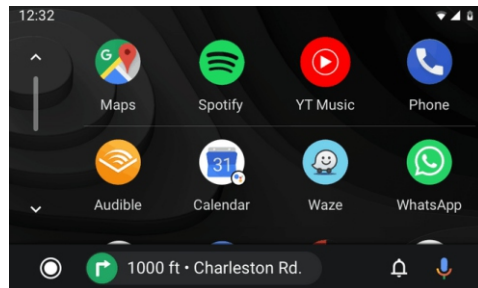 12:32
Maps
Spotify
YT Music
Phone
31
Audible
Calendar
Waze
WhatsApp
1000 ft • Charleston Rd.